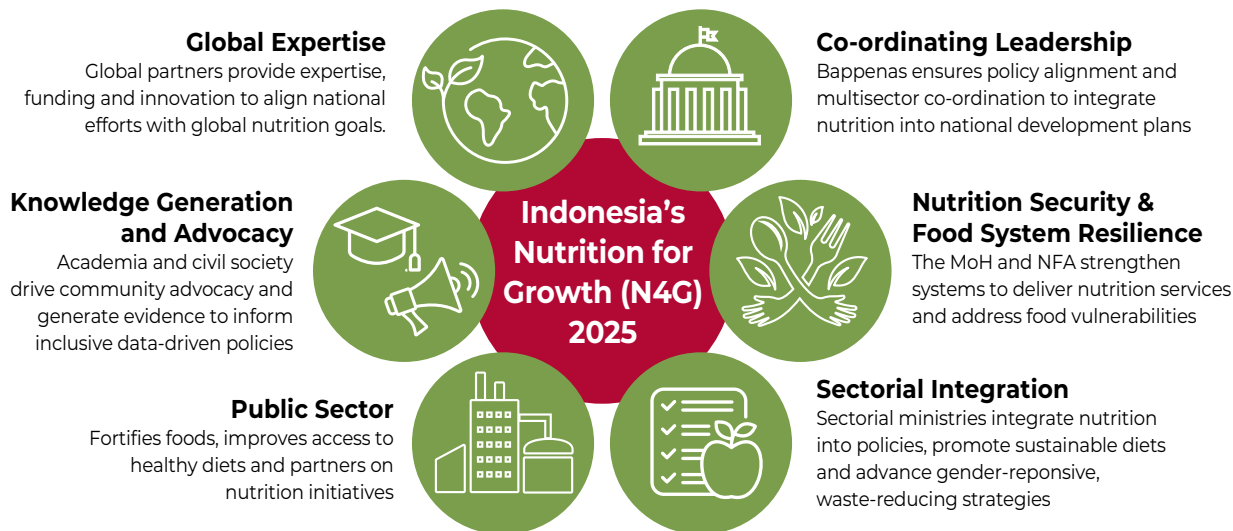 Global Expertise
Global partners provide expertise,
funding and innovation to align national
efforts with global nutrition goals.
Co-ordinating Leadership
Bappenas ensures policy alignment and
multisector co-ordination to integrate
nutrition into national development plans
Knowledge Generation
and Advocacy
Academia and civil society
drive community advocacy and
generate evidence to inform
inclusive data-driven policies
Indonesia’s
Nutrition for
Growth (N4G)
2025
Nutrition Security &
Food System Resilience
The MoH and NFA strengthen
systems to deliver nutrition services
and address food vulnerabilities
Public Sector
Fortifies foods, improves access to
healthy diets and partners on
nutrition initiatives
Sectorial Integration
Sectorial ministries integrate nutrition
into policies, promote sustainable diets
and advance gender-reponsive,
waste-reducing strategies